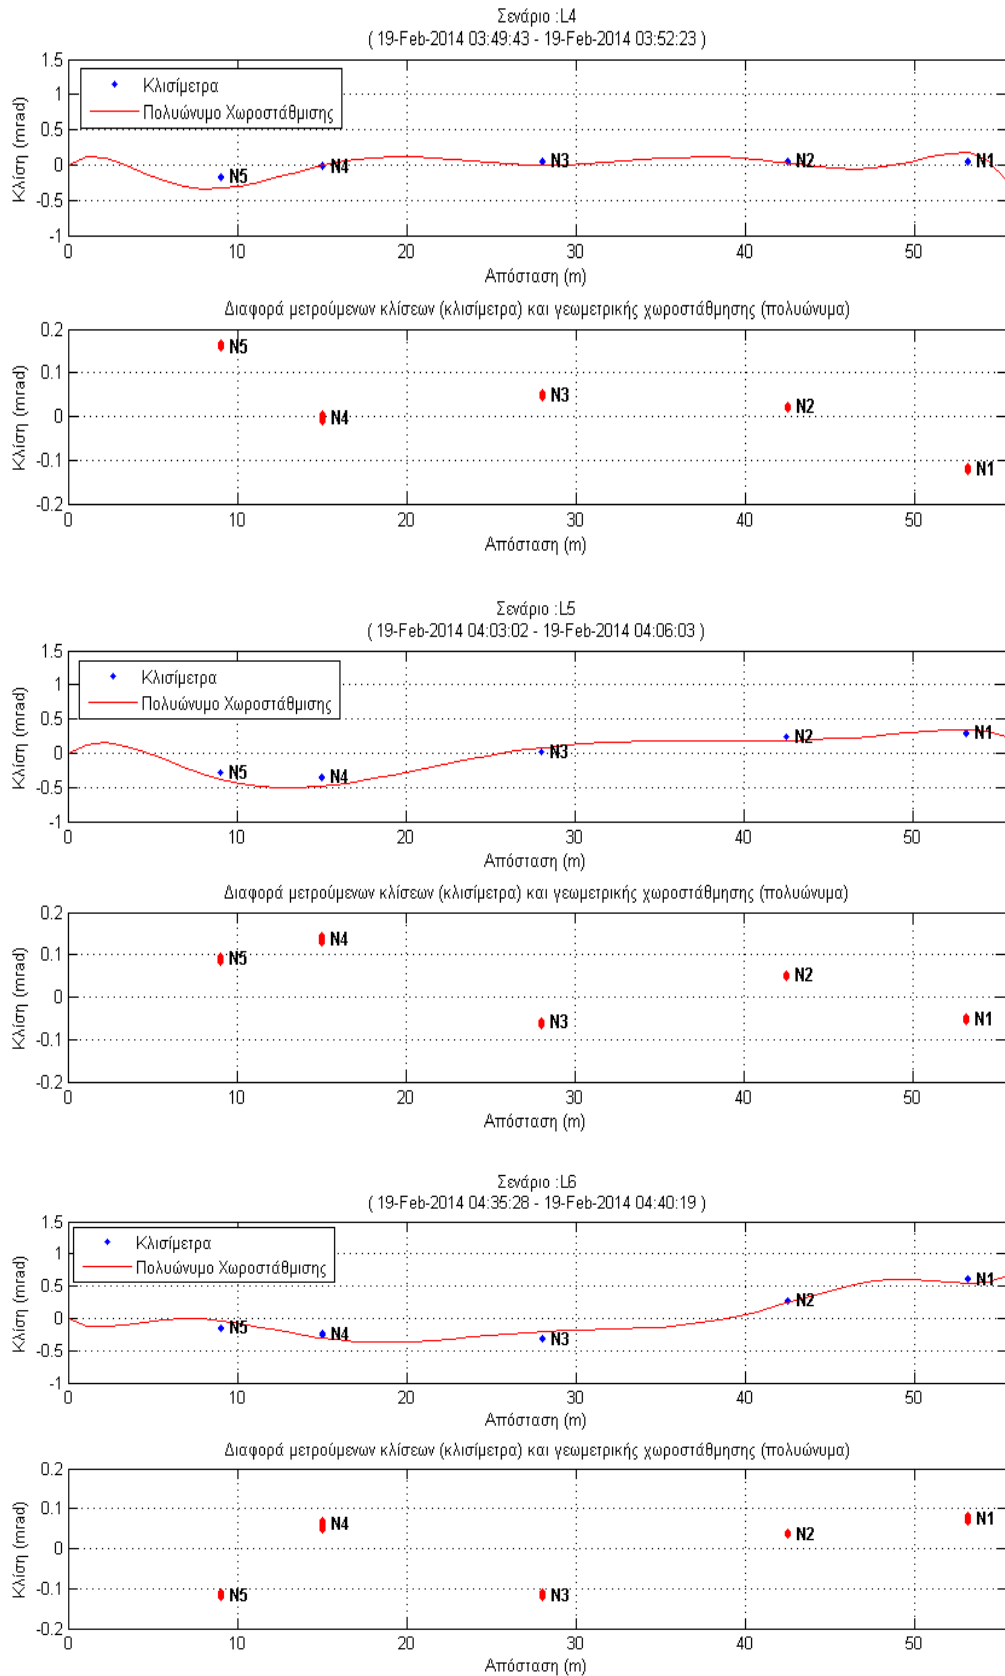 Σενάριο :L4
( 19-Feb-2014 03:49:43 - 19-Feb-2014 03:52:23 )
1.5
1
0.5
0
-0.5
-1
Κλίση (mrad)
Κλισίμετρα
Πολυώνυμο Χωροστάθμισης
N5
N4
N3
N2
N1
0 10 20 30 40 50
Απόσταση (m)
Διαφορά μετρούμενων κλίσεων (κλισίμετρα) και γεωμετρικής χωροστάθμησης (πολυώνυμα)
0.2
0.1
0
-0.1
-0.2
Κλίση (mrad)
N5
N4
N3
N2
N1
0 10 20 30 40 50
Απόσταση (m)
Σενάριο :L5
( 19-Feb-2014 04:03:02 - 19-Feb-2014 04:06:03 )
1.5
1
0.5
0
-0.5
-1
Κλίση (mrad)
Κλισίμετρα
Πολυώνυμο Χωροστάθμισης
N5
N4
N3
N2
N1
0 10 20 30 40 50
Απόσταση (m)
Διαφορά μετρούμενων κλίσεων (κλισίμετρα) και γεωμετρικής χωροστάθμησης (πολυώνυμα)
0.2
0.1
0
-0.1
-0.2
Κλίση (mrad)
N5
N4
N3
N2
N1
0 10 20 30 40 50
Απόσταση (m)
Σενάριο :L6
( 19-Feb-2014 04:35:28 - 19-Feb-2014 04:40:19 )
1.5
1
0.5
0
-0.5
-1
Κλίση (mrad)
Κλισίμετρα
Πολυώνυμο Χωροστάθμισης
N5
N4
N3
N2
N1
0 10 20 30 40 50
Απόσταση (m)
Διαφορά μετρούμενων κλίσεων (κλισίμετρα) και γεωμετρικής χωροστάθμησης (πολυώνυμα)
0.2
0.1
0
-0.1
-0.2
Κλίση (mrad)
N5
N4
N3
N2
N1
0 10 20 30 40 50
Απόσταση (m)